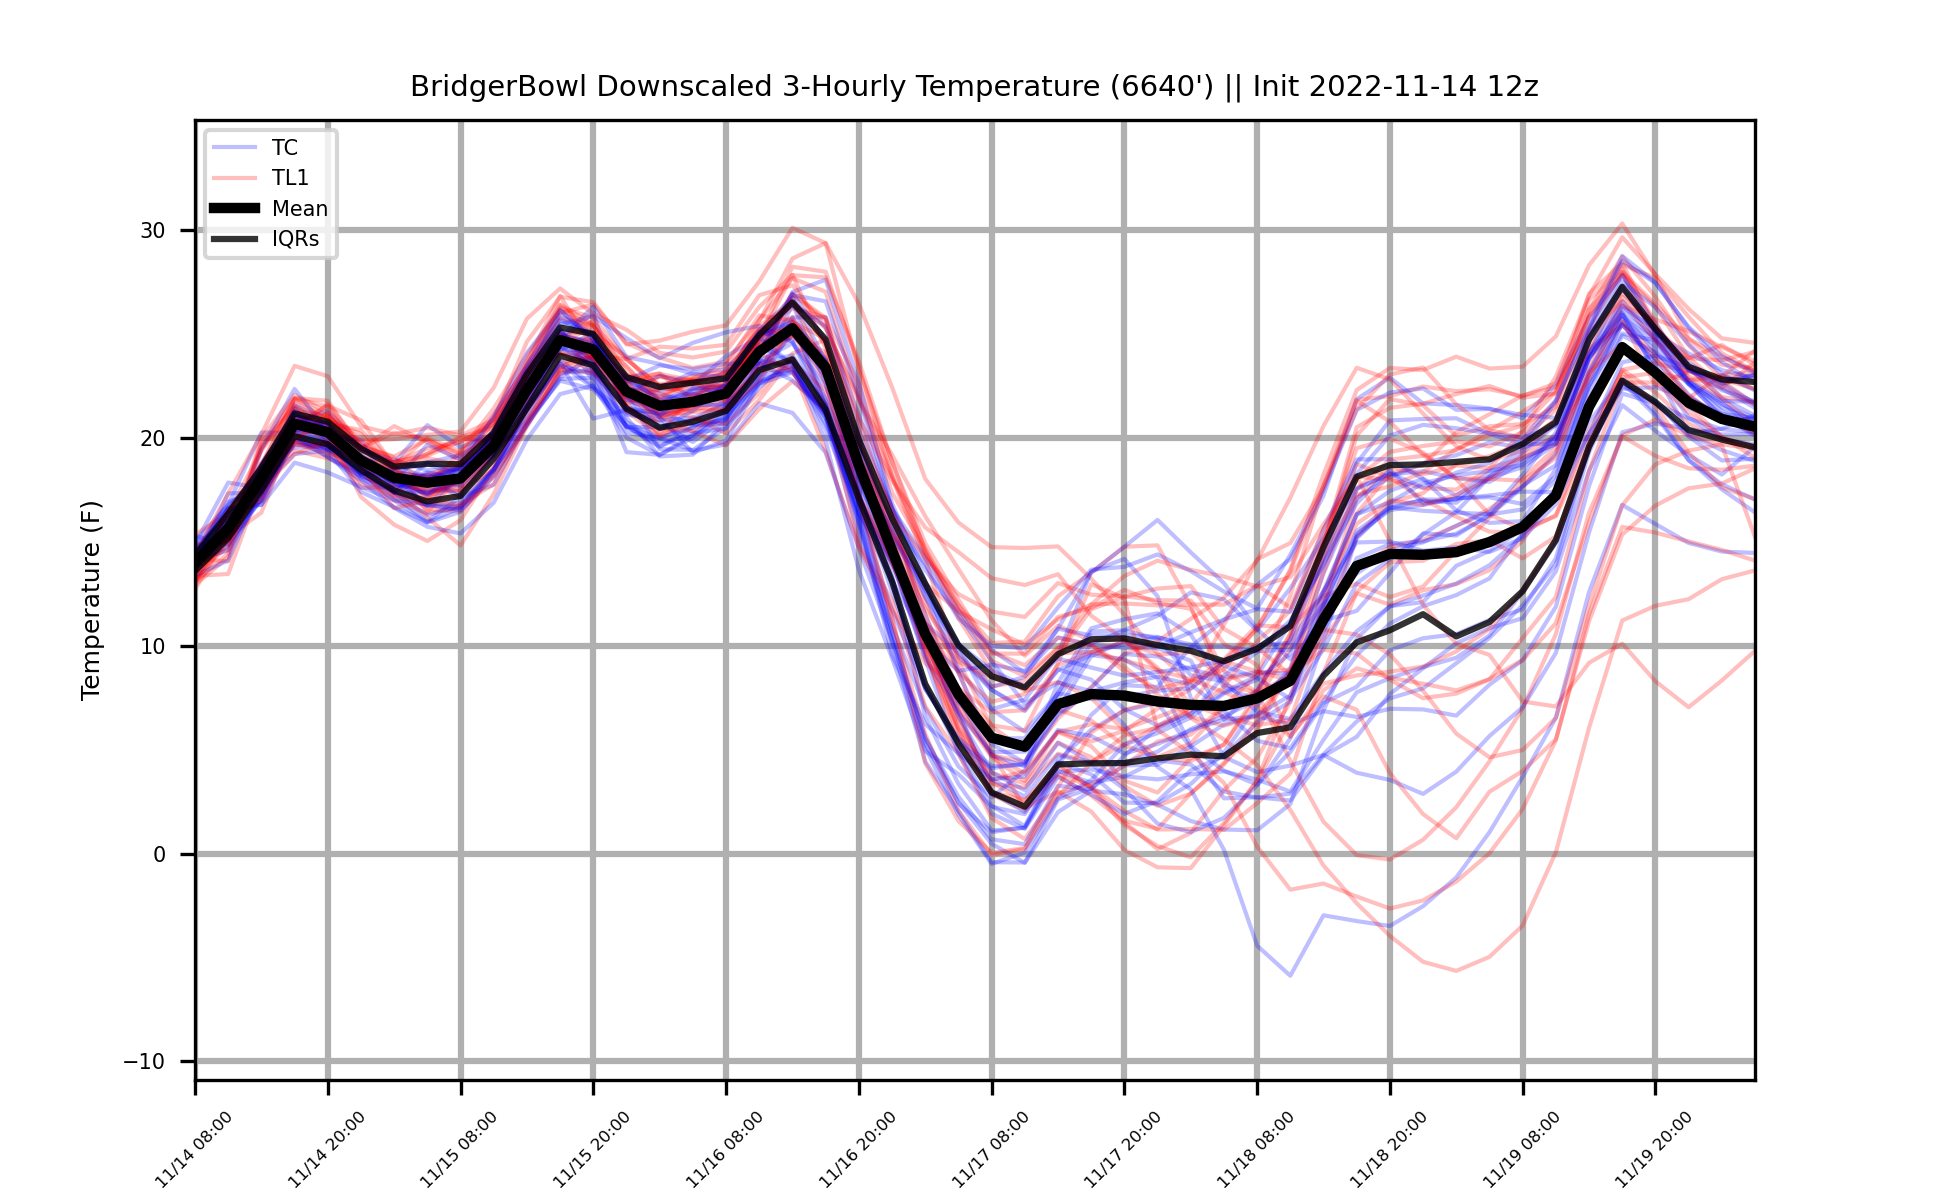 BridgerBowl Downscaled 3-Hourly Temperature (6640') || Init 2022-11-14 12z
TC
TL1
Mean
IQRs
Temperature (F)
30
20
10
0
−10
11/14 08:00
11/14 20:00
11/15 08:00
11/15 20:00
11/16 08:00
11/16 20:00
11/17 08:00
11/17 20:00
11/18 08:00
11/18 20:00
11/19 08:00
11/19 20:00